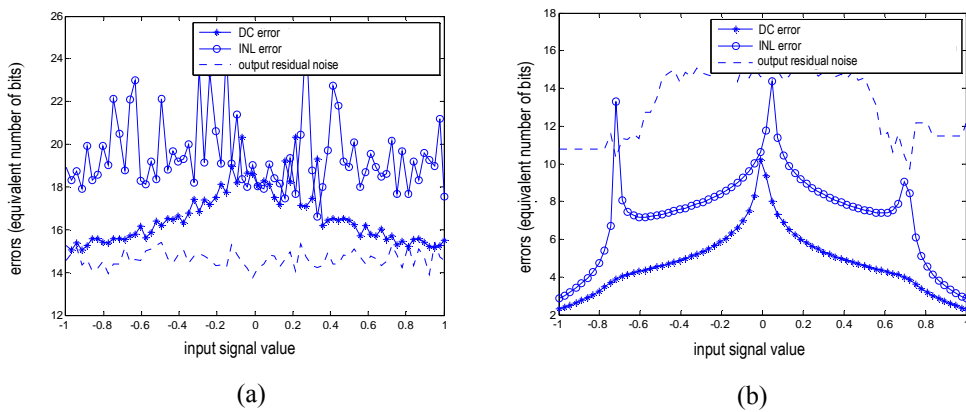 26
24
22
20
18
16
14
12
errors (equivalent number of bits)
DC error
INL error
output residual noise
-1 -0.8 -0.6 -0.4 -0.2 0 0.2 0.4 0.6 0.8 1
input signal value
(a)
18
16
14
12
10
8
6
4
2
errors (equivalent number of bits)
DC error
INL error
output residual noise
-1 -0.8 -0.6 -0.4 -0.2 0 0.2 0.4 0.6 0.8 1
input signal value
(b)